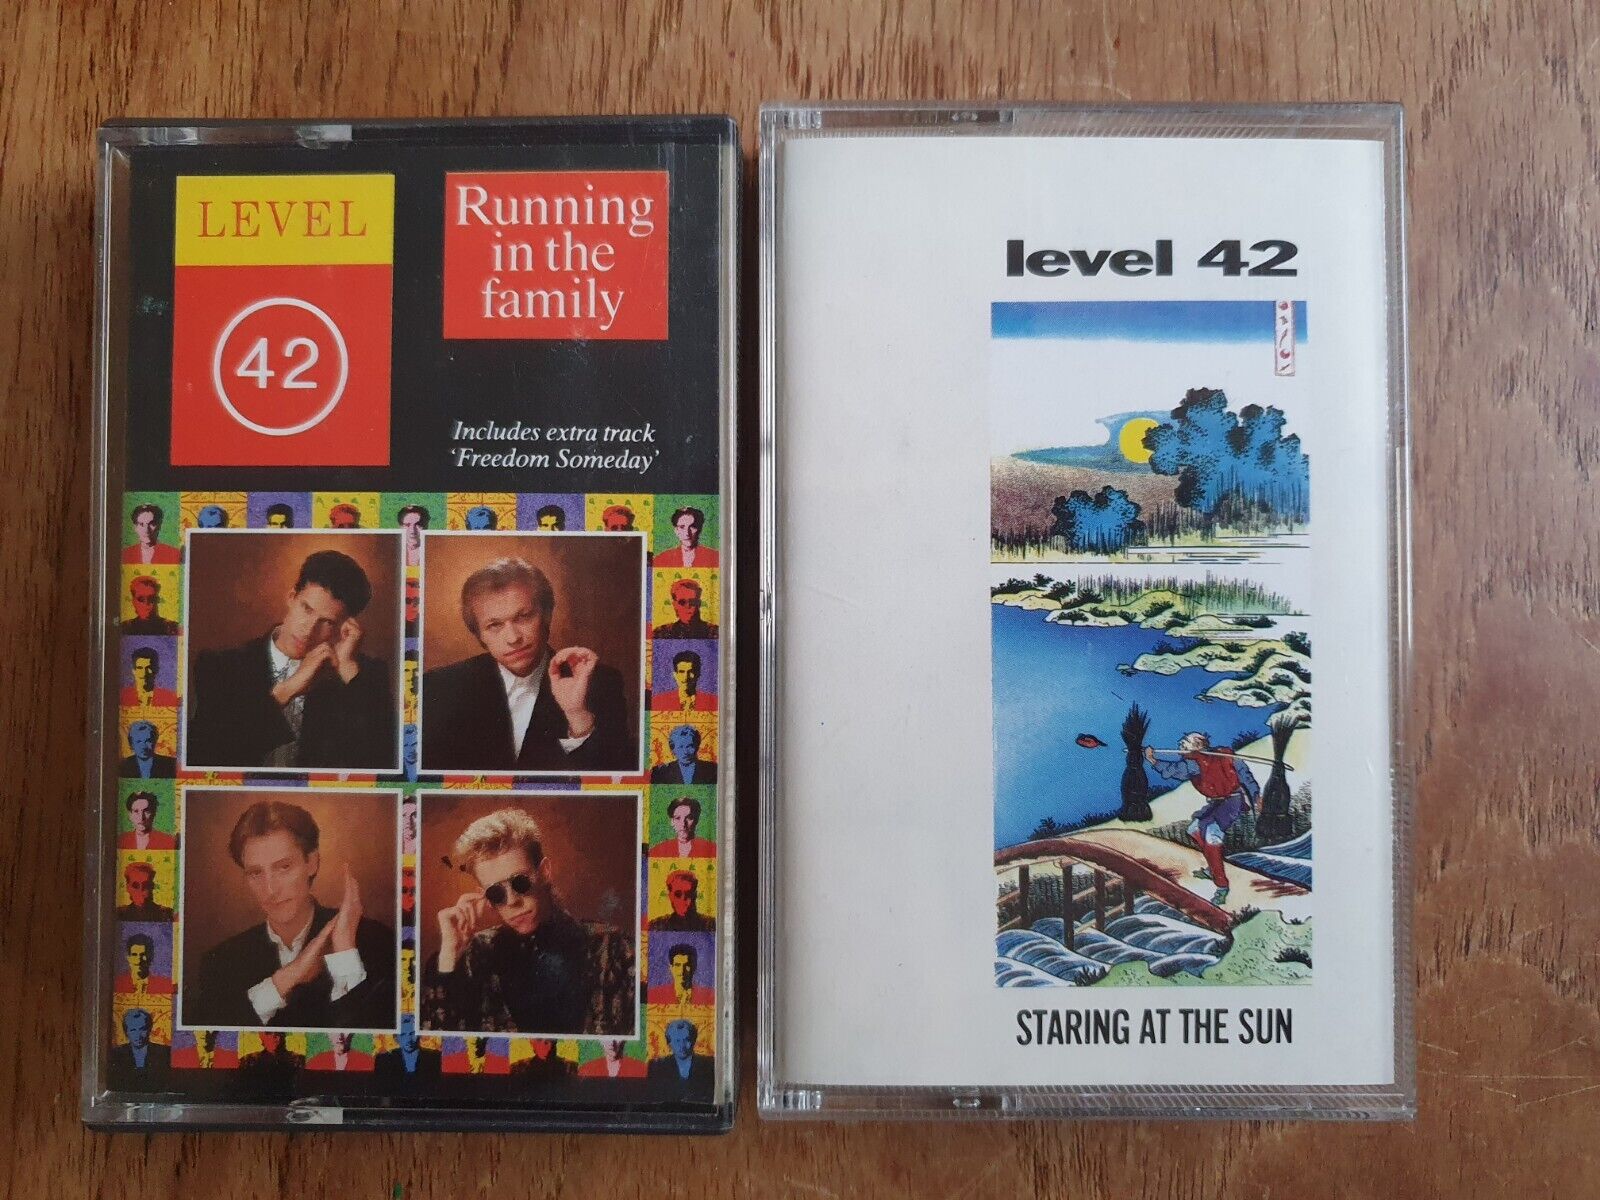 LEVEL
42
Running
in the
family
Includes extra track
'Freedom Someday'
level 42
STARING AT THE SUN